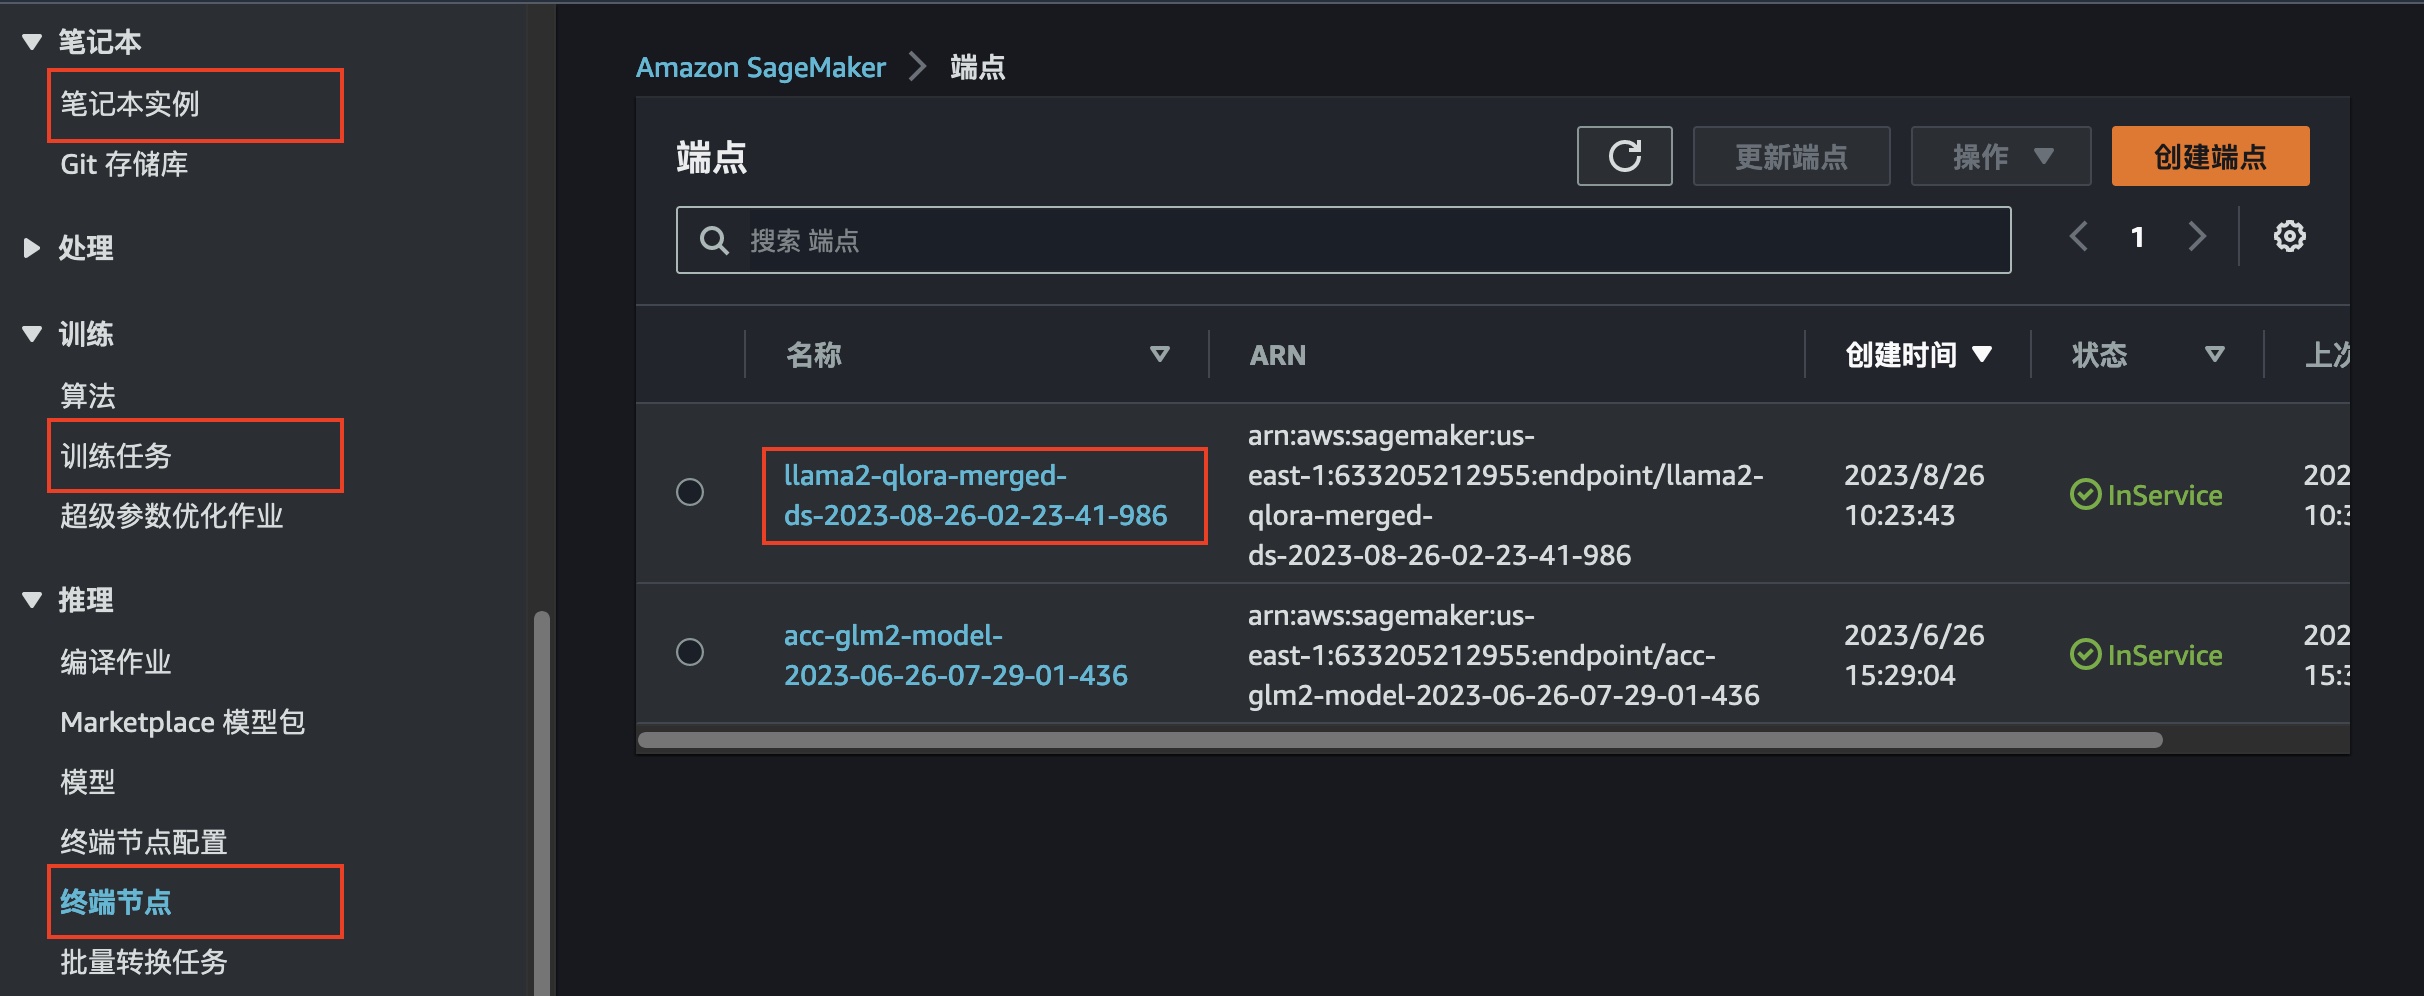 笔记本
笔记本实例
Git 存储库
处理
训练
算法
训练任务
超级参数优化作业
推理
编译作业
Marketplace 模型包
模型
终端节点配置
终端节点
批量转换任务
Amazon SageMaker > 端点
端点
更新端点
操作
创建端点
搜索 端点
1
名称
ARN
创建时间
状态
上次
llama2-qlora-merged-
ds-2023-08-26-02-23-41-986
arn:aws:sagemaker:us-
east-1:633205212955:endpoint/llama2-
qlora-merged-
ds-2023-08-26-02-23-41-986
2023/8/26
10:23:43
InService
202
10:3
acc-glm2-model-
2023-06-26-07-29-01-436
arn:aws:sagemaker:us-
east-1:633205212955:endpoint/acc-
glm2-model-2023-06-26-07-29-01-436
2023/6/26
15:29:04
InService
202
15:3